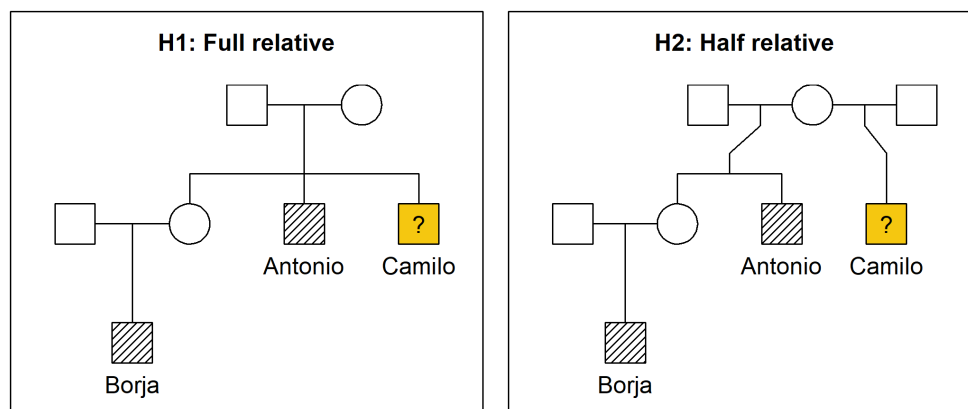 H1: Full relative
?
Antonio Camilo
Borja
H2: Half relative
?
Antonio Camilo
Borja